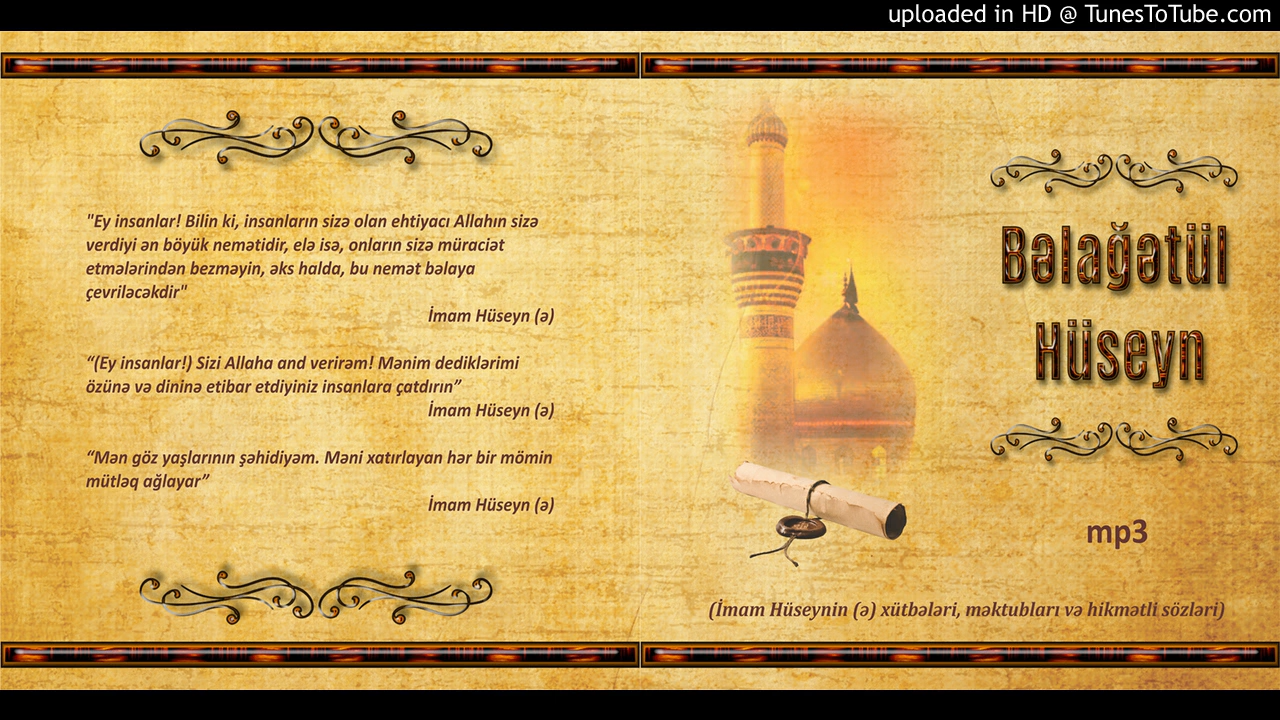 uploaded in HD @ TunesToTube.com
"Ey insanlar! Bilin ki, insanların sizə olan ehtiyacı Allahın sizə
verdiyi ən böyük nemətidir, elə isə, onların sizə müraciət
etmələrindən bezməyin, əks halda, bu nemət bəlaya
çevriləcəkdir"
İmam Hüseyn (ə)
“(Ey insanlar!) Sizi Allaha and verirəm! Mənim dediklərimi
özünə və dininə etibar etdiyiniz insanlara çatdırın”
İmam Hüseyn (ə)
“Mən göz yaşlarının şəhidiyəm. Məni xatırlayan hər bir mömin
mütləq ağlayar”
İmam Hüseyn (ə)
Bəlağətül
Hüseyn
mp3
(İmam Hüseynin (ə) xütbələri, məktubları və hikmətli sözləri)